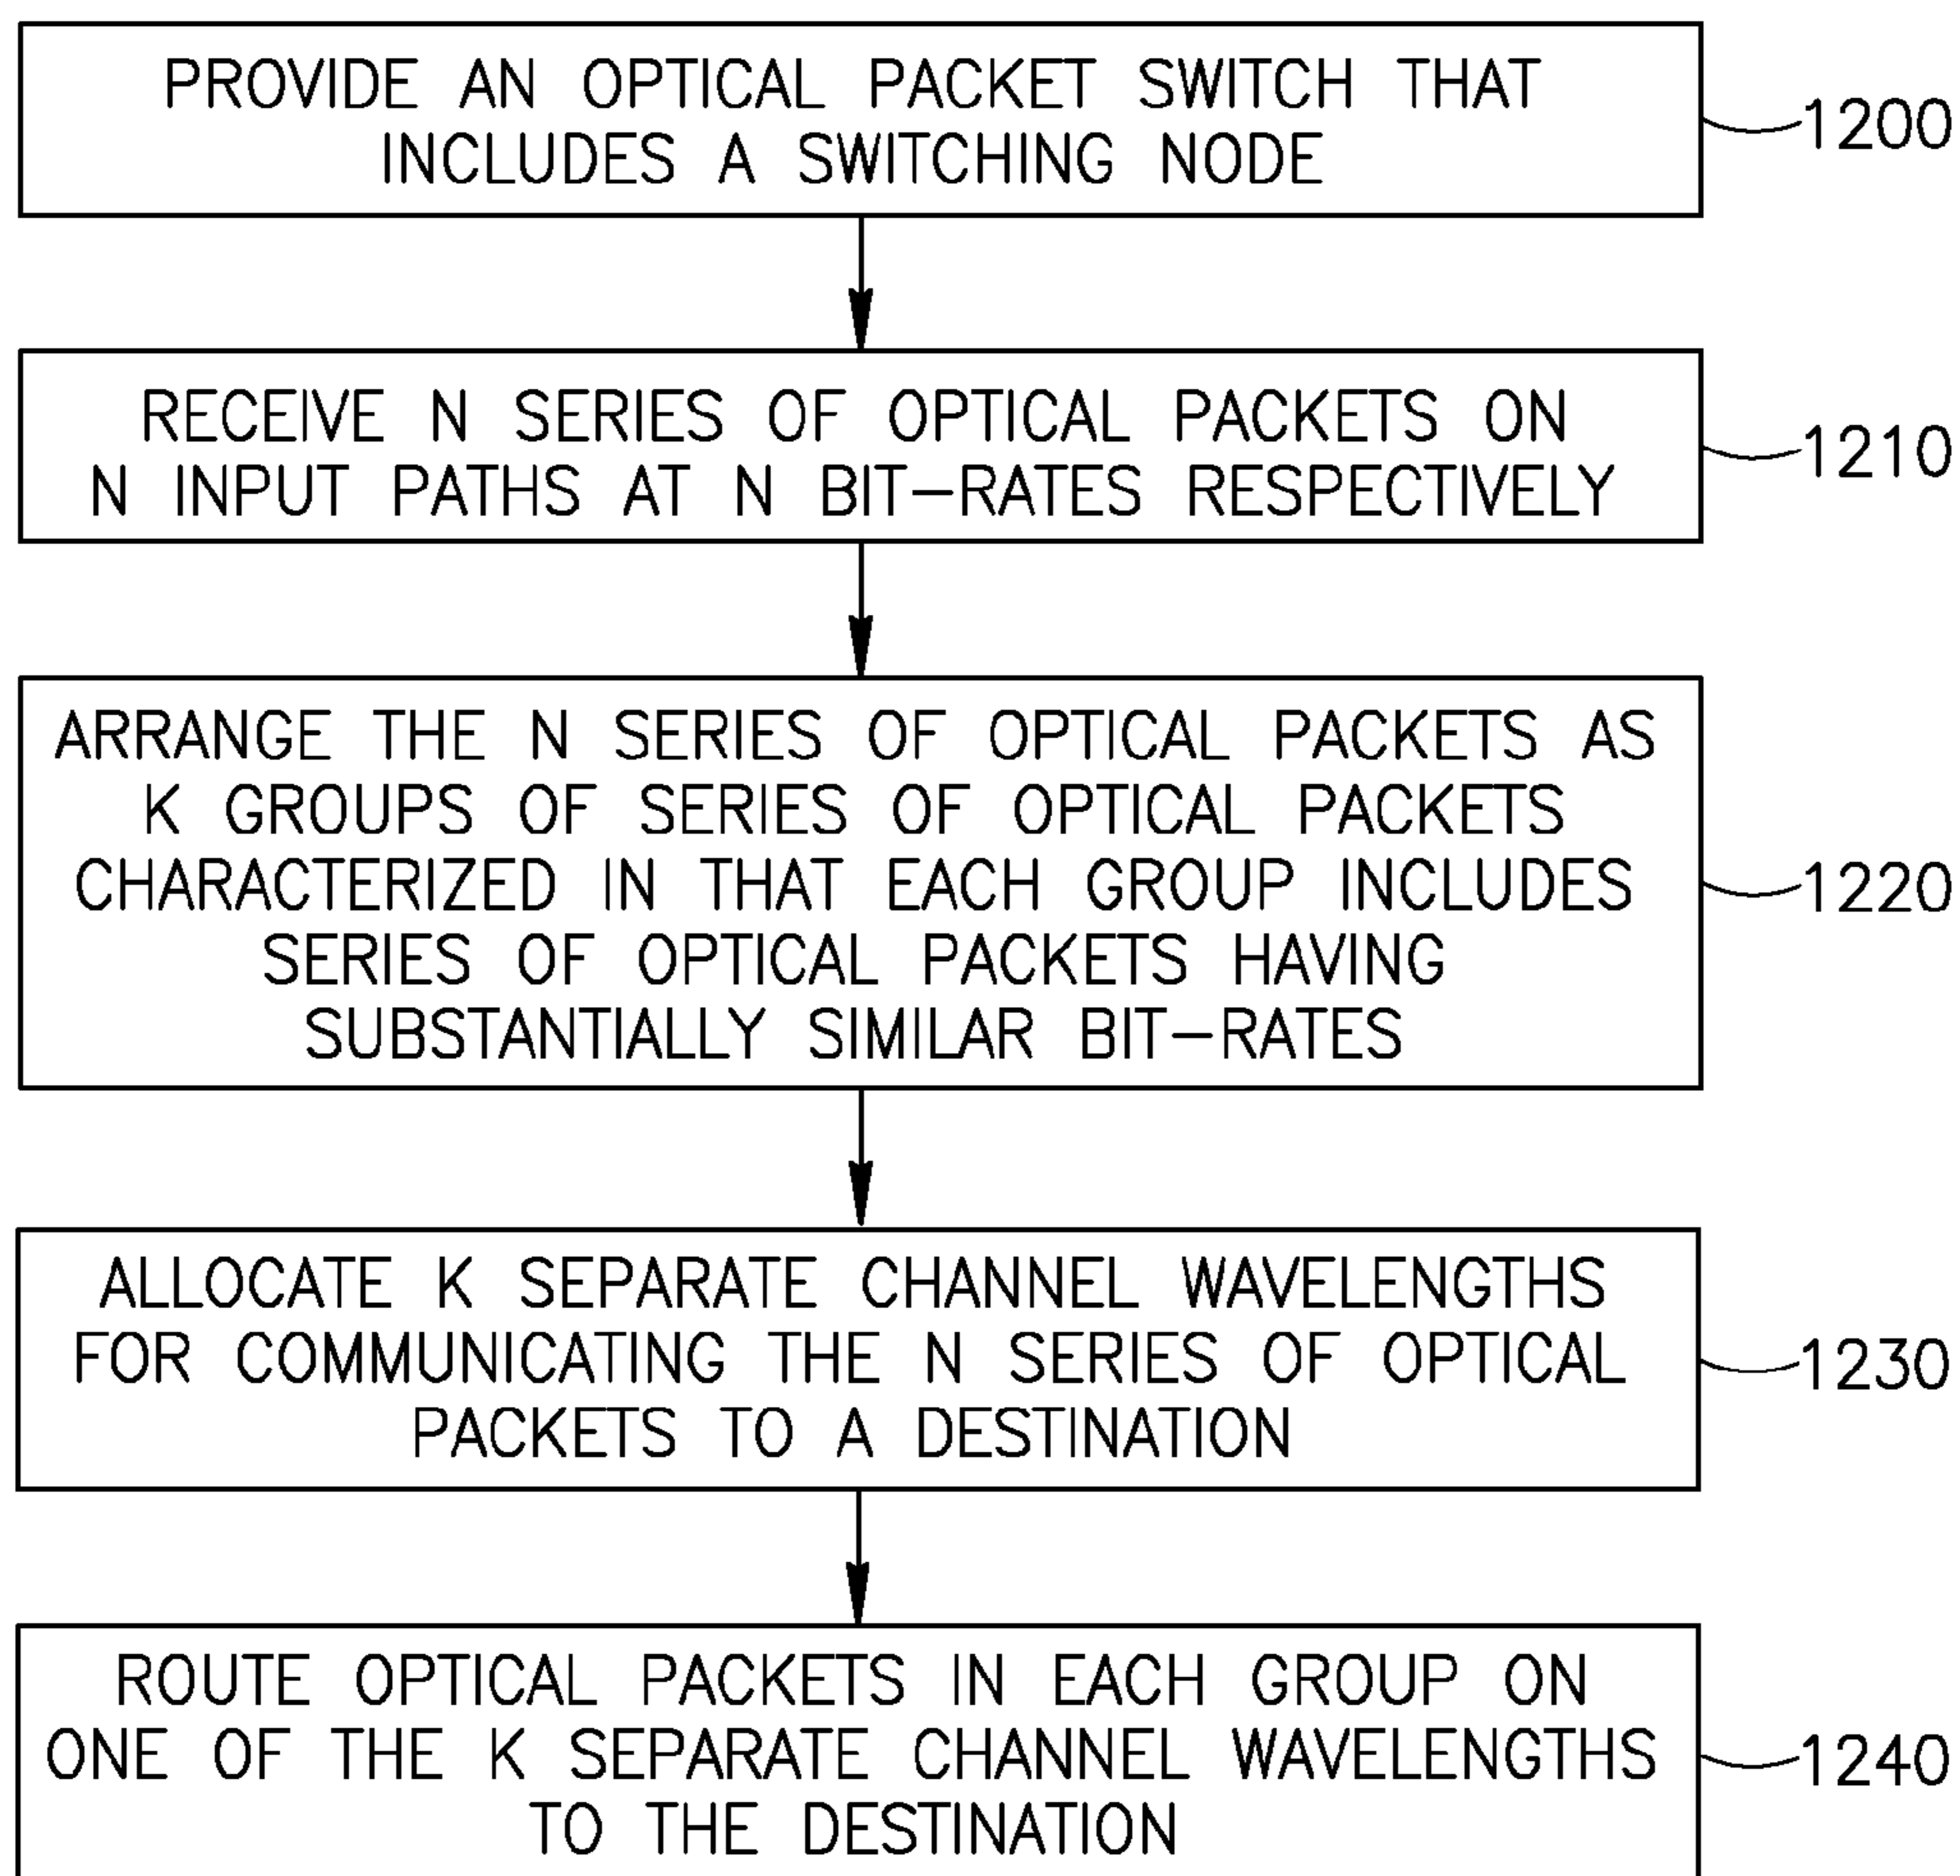 PROVIDE AN OPTICAL PACKET SWITCH THAT
INCLUDES A SWITCHING NODE
1200
RECEIVE N SERIES OF OPTICAL PACKETS ON
N INPUT PATHS AT N BIT–RATES RESPECTIVELY
1210
ARRANGE THE N SERIES OF OPTICAL PACKETS AS
K GROUPS OF SERIES OF OPTICAL PACKETS
CHARACTERIZED IN THAT EACH GROUP INCLUDES
SERIES OF OPTICAL PACKETS HAVING
SUBSTANTIALLY SIMILAR BIT–RATES
1220
ALLOCATE K SEPARATE CHANNEL WAVELENGTHS
FOR COMMUNICATING THE N SERIES OF OPTICAL
PACKETS TO A DESTINATION
1230
ROUTE OPTICAL PACKETS IN EACH GROUP ON
ONE OF THE K SEPARATE CHANNEL WAVELENGTHS
TO THE DESTINATION
1240